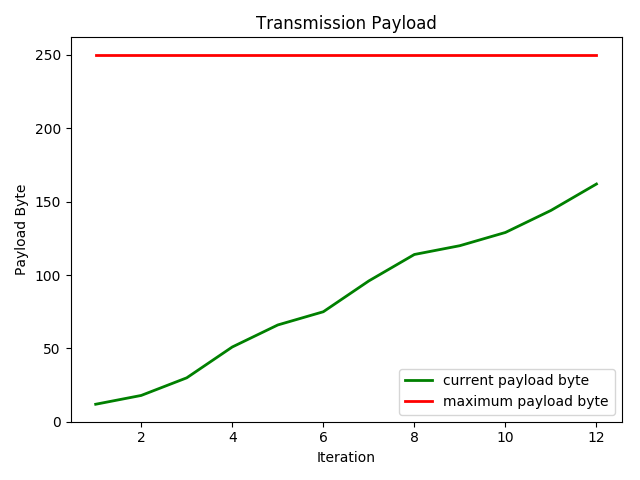 Transmission Payload
Payload Byte
250
200
150
100
50
0
2 4 6 8 10 12
Iteration
current payload byte
maximum payload byte